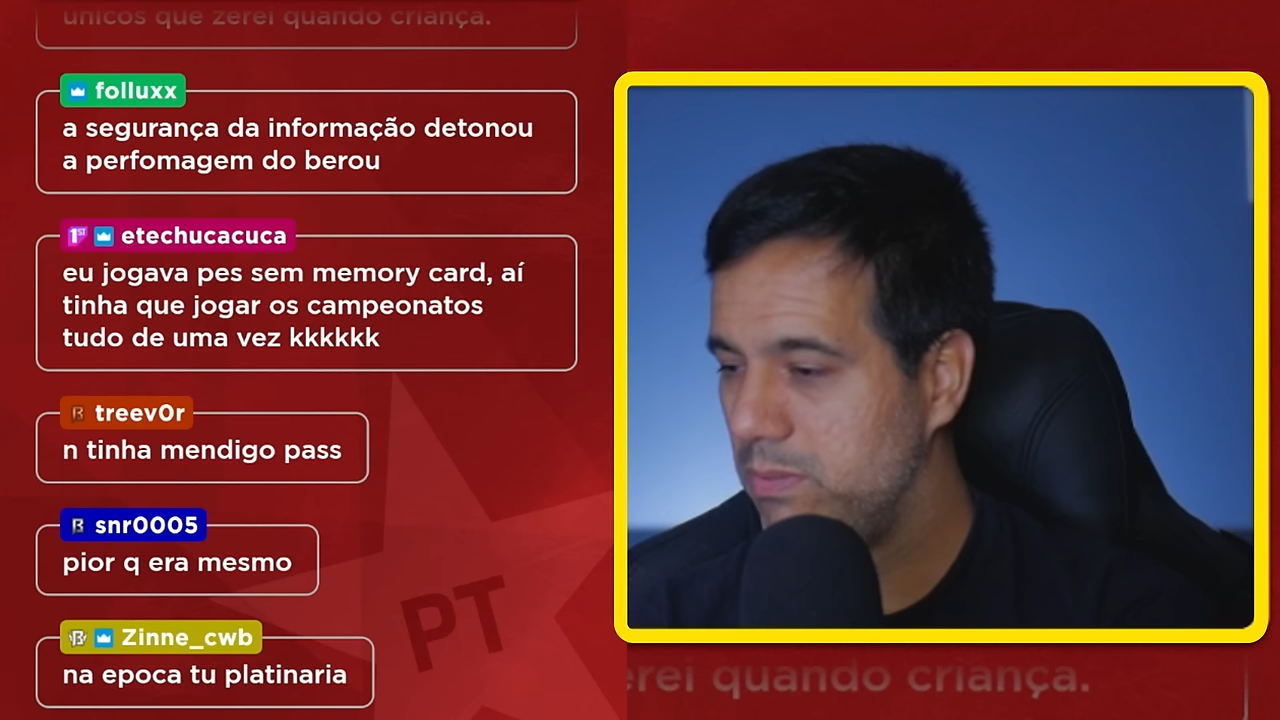 unicos que zerei quando criança.
folluxx
a segurança da informação detonou
a perfomagem do berou
1ST etechucacuca
eu jogava pes sem memory card, aí
tinha que jogar os campeonatos
tudo de uma vez kkkkkk
treev0r
n tinha mendigo pass
snr0005
pior q era mesmo
Zinne_cwb
na epoca tu platinaria
PT
erei quando criança.